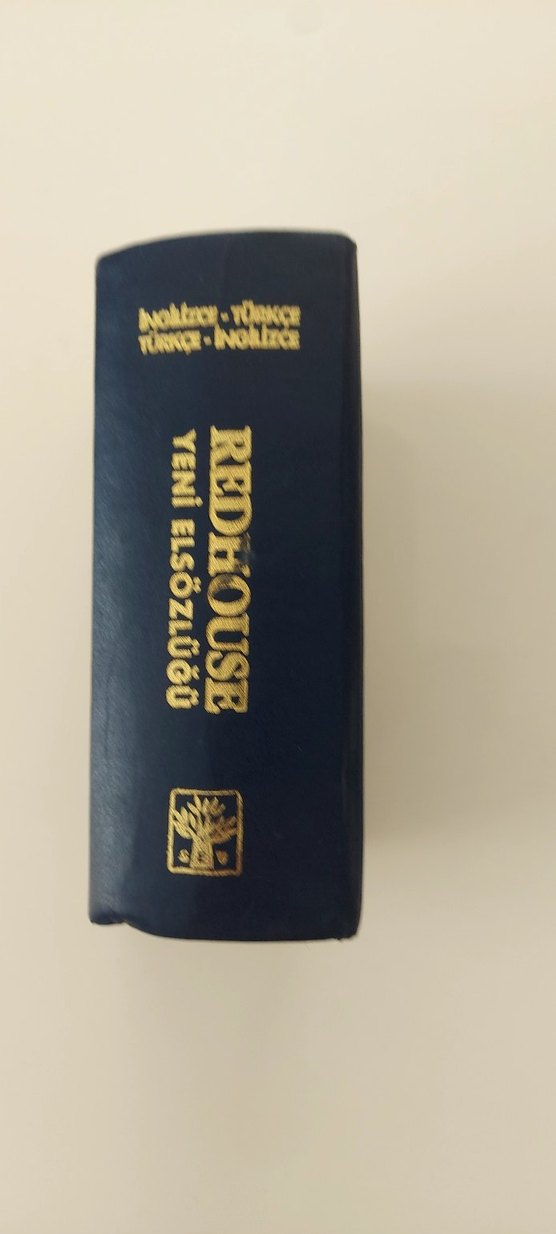 İNGİLİZCE - TÜRKÇE
TÜRKÇE - İNGİLİZCE
REDHOUSE
YENİ ELSÖZLÜĞÜ
S E V